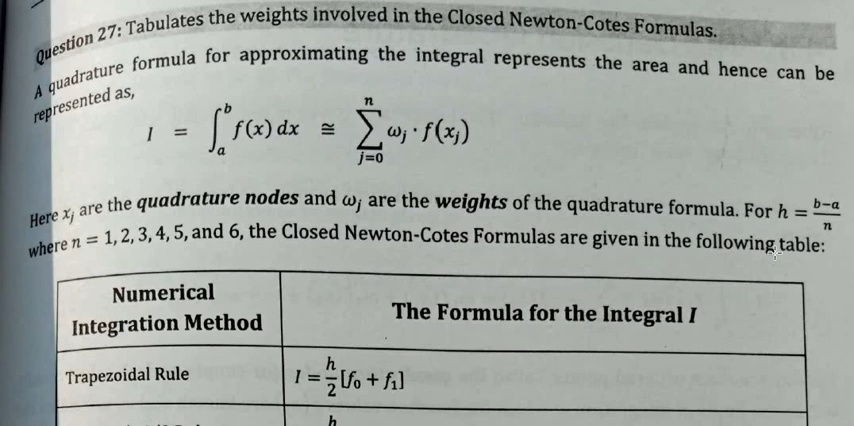 Question 27: Tabulates the weights involved in the Closed Newton-Cotes Formulas.
A quadrature formula for approximating the integral represents the area and hence can be
represented as,
I = ∫_a^b f(x) dx ≅ ∑_{j=0}^n ω_j · f(x_j)
Here x_j are the quadrature nodes and ω_j are the weights of the quadrature formula. For h = (b−a)/n
where n = 1, 2, 3, 4, 5, and 6, the Closed Newton-Cotes Formulas are given in the following table:
Numerical
Integration Method
The Formula for the Integral I
Trapezoidal Rule
I = h/2 [f₀ + f₁]
h